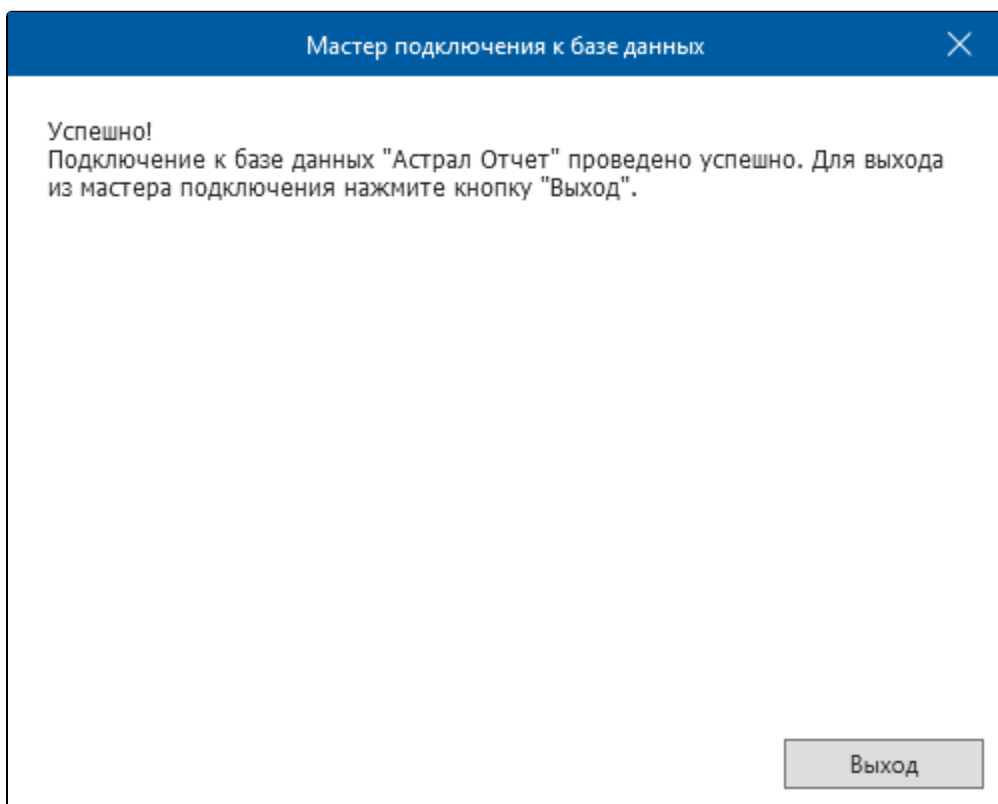 Мастер подключения к базе данных
Успешно!
Подключение к базе данных "Астрал Отчет" проведено успешно. Для выхода
из мастера подключения нажмите кнопку "Выход".
Выход